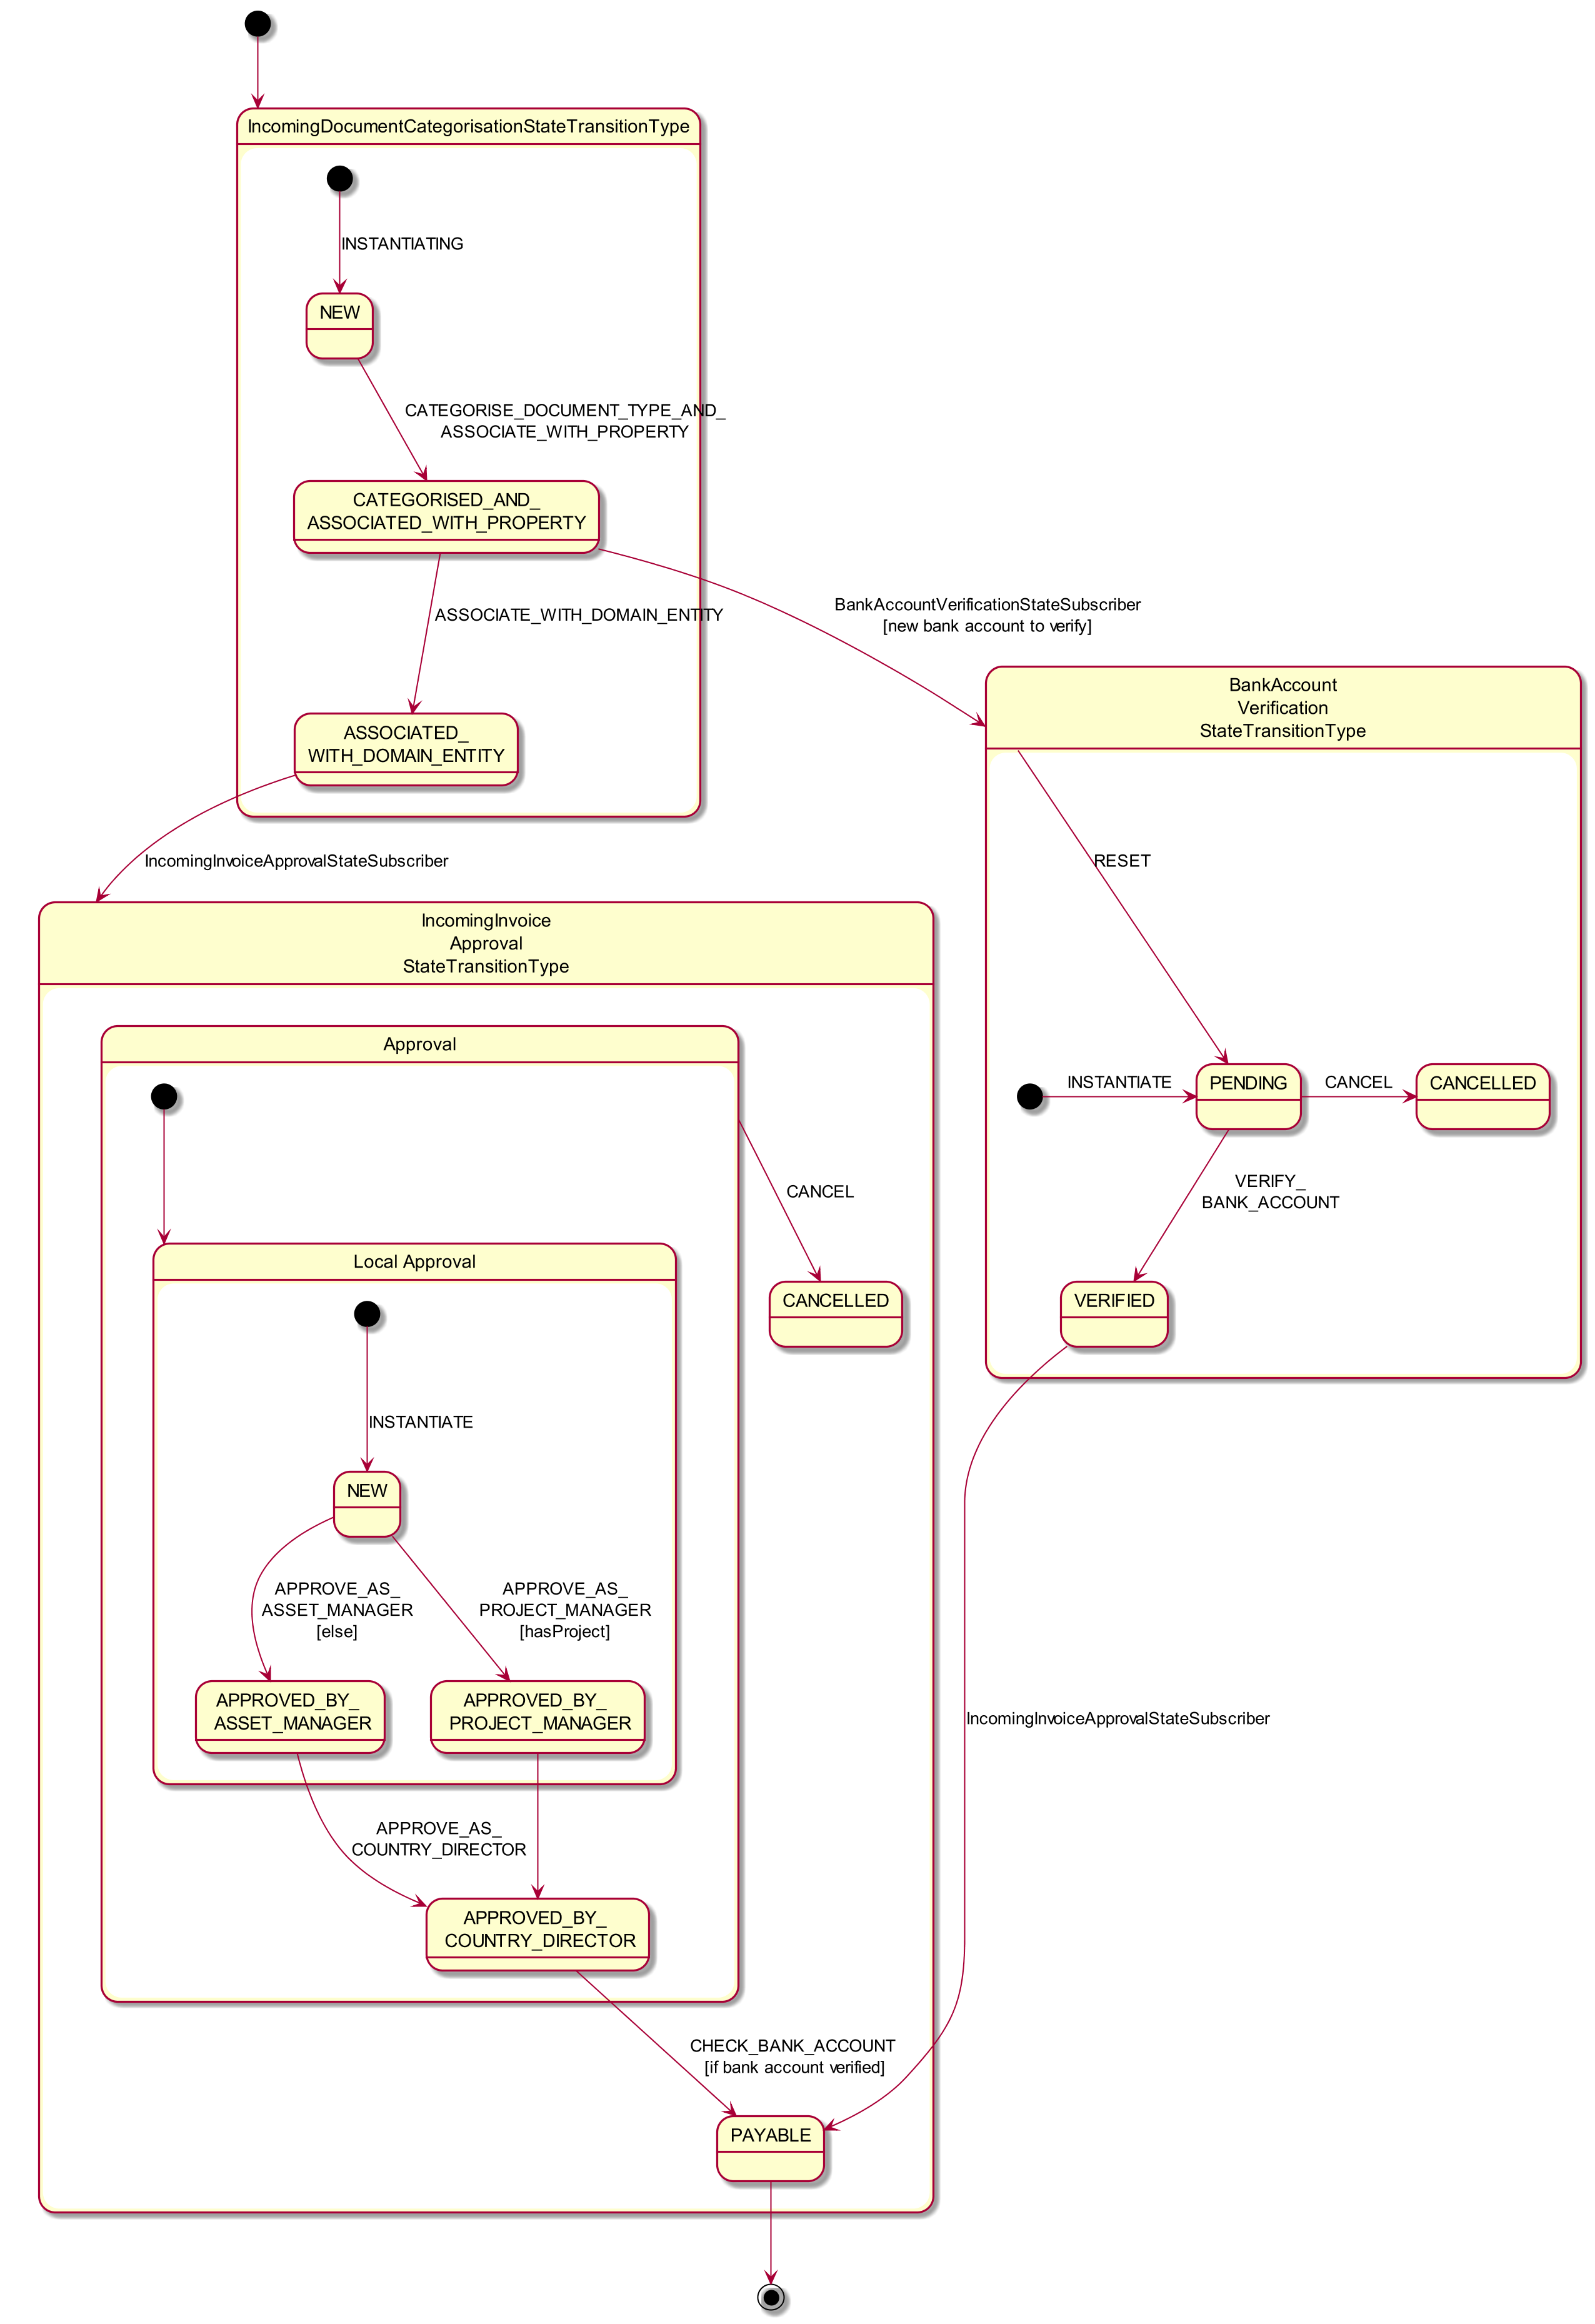 IncomingDocumentCategorisationStateTransitionType
INSTANTIATING
NEW
CATEGORISE_DOCUMENT_TYPE_AND_
ASSOCIATE_WITH_PROPERTY
CATEGORISED_AND_
ASSOCIATED_WITH_PROPERTY
ASSOCIATE_WITH_DOMAIN_ENTITY
BankAccountVerificationStateSubscriber
[new bank account to verify]
ASSOCIATED_
WITH_DOMAIN_ENTITY
BankAccount
Verification
StateTransitionType
IncomingInvoiceApprovalStateSubscriber
RESET
IncomingInvoice
Approval
StateTransitionType
Approval
INSTANTIATE
PENDING
CANCEL
CANCELLED
VERIFY_
BANK_ACCOUNT
CANCEL
Local Approval
CANCELLED
VERIFIED
INSTANTIATE
NEW
APPROVE_AS_
ASSET_MANAGER
[else]
APPROVE_AS_
PROJECT_MANAGER
[hasProject]
APPROVED_BY_
ASSET_MANAGER
APPROVED_BY_
PROJECT_MANAGER
IncomingInvoiceApprovalStateSubscriber
APPROVE_AS_
COUNTRY_DIRECTOR
APPROVED_BY_
COUNTRY_DIRECTOR
CHECK_BANK_ACCOUNT
[if bank account verified]
PAYABLE